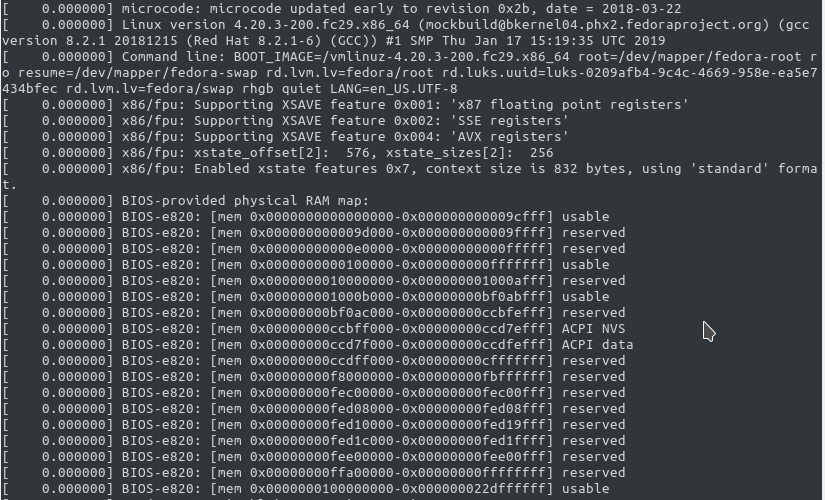 [    0.000000] microcode: microcode updated early to revision 0x2b, date = 2018-03-22
[    0.000000] Linux version 4.20.3-200.fc29.x86_64 (mockbuild@bkernel04.phx2.fedoraproject.org) (gcc
version 8.2.1 20181215 (Red Hat 8.2.1-6) (GCC)) #1 SMP Thu Jan 17 15:19:35 UTC 2019
[    0.000000] Command line: BOOT_IMAGE=/vmlinuz-4.20.3-200.fc29.x86_64 root=/dev/mapper/fedora-root r
o resume=/dev/mapper/fedora-swap rd.lvm.lv=fedora/root rd.luks.uuid=luks-0209afb4-9c4c-4669-958e-ea5e7
434bfec rd.lvm.lv=fedora/swap rhgb quiet LANG=en_US.UTF-8
[    0.000000] x86/fpu: Supporting XSAVE feature 0x001: 'x87 floating point registers'
[    0.000000] x86/fpu: Supporting XSAVE feature 0x002: 'SSE registers'
[    0.000000] x86/fpu: Supporting XSAVE feature 0x004: 'AVX registers'
[    0.000000] x86/fpu: xstate_offset[2]:  576, xstate_sizes[2]:  256
[    0.000000] x86/fpu: Enabled xstate features 0x7, context size is 832 bytes, using 'standard' forma
t.
[    0.000000] BIOS-provided physical RAM map:
[    0.000000] BIOS-e820: [mem 0x0000000000000000-0x000000000009cfff] usable
[    0.000000] BIOS-e820: [mem 0x000000000009d000-0x000000000009ffff] reserved
[    0.000000] BIOS-e820: [mem 0x00000000000e0000-0x00000000000fffff] reserved
[    0.000000] BIOS-e820: [mem 0x0000000000100000-0x000000000fffffff] usable
[    0.000000] BIOS-e820: [mem 0x0000000010000000-0x000000001000afff] reserved
[    0.000000] BIOS-e820: [mem 0x000000001000b000-0x00000000bf0abfff] usable
[    0.000000] BIOS-e820: [mem 0x00000000bf0ac000-0x00000000ccbfefff] reserved
[    0.000000] BIOS-e820: [mem 0x00000000ccbff000-0x00000000ccd7efff] ACPI NVS
[    0.000000] BIOS-e820: [mem 0x00000000ccd7f000-0x00000000ccdfefff] ACPI data
[    0.000000] BIOS-e820: [mem 0x00000000ccdff000-0x00000000cfffffff] reserved
[    0.000000] BIOS-e820: [mem 0x00000000f8000000-0x00000000fbffffff] reserved
[    0.000000] BIOS-e820: [mem 0x00000000fec00000-0x00000000fec00fff] reserved
[    0.000000] BIOS-e820: [mem 0x00000000fed08000-0x00000000fed08fff] reserved
[    0.000000] BIOS-e820: [mem 0x00000000fed10000-0x00000000fed19fff] reserved
[    0.000000] BIOS-e820: [mem 0x00000000fed1c000-0x00000000fed1ffff] reserved
[    0.000000] BIOS-e820: [mem 0x00000000fee00000-0x00000000fee00fff] reserved
[    0.000000] BIOS-e820: [mem 0x00000000ffa00000-0x00000000ffffffff] reserved
[    0.000000] BIOS-e820: [mem 0x0000000100000000-0x000000022dffffff] usable